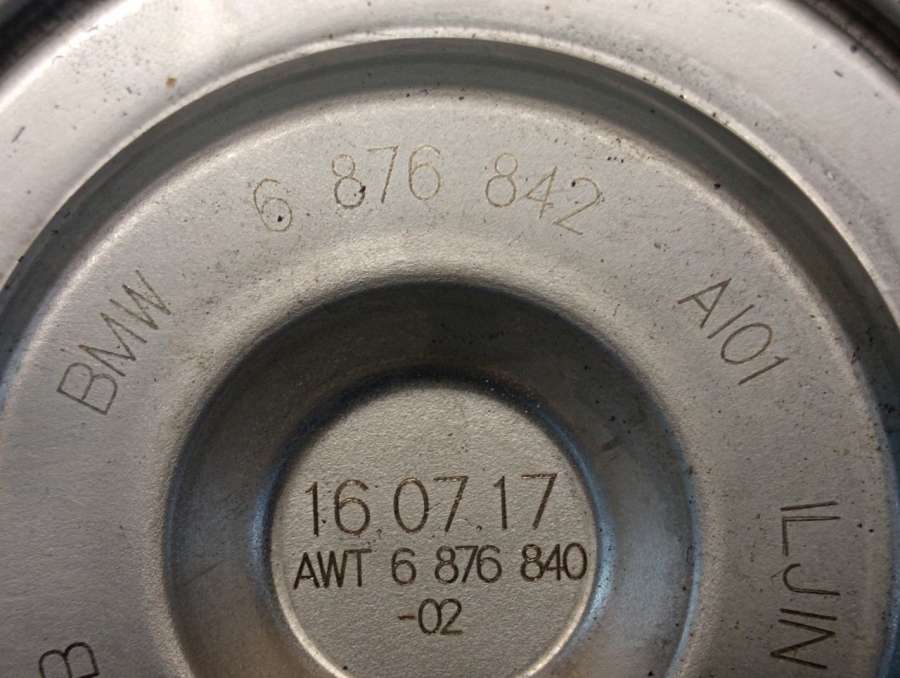 BMW 6 876 842 AI01 ILJIN
16.07.17
AWT 6 876 840
-02
B